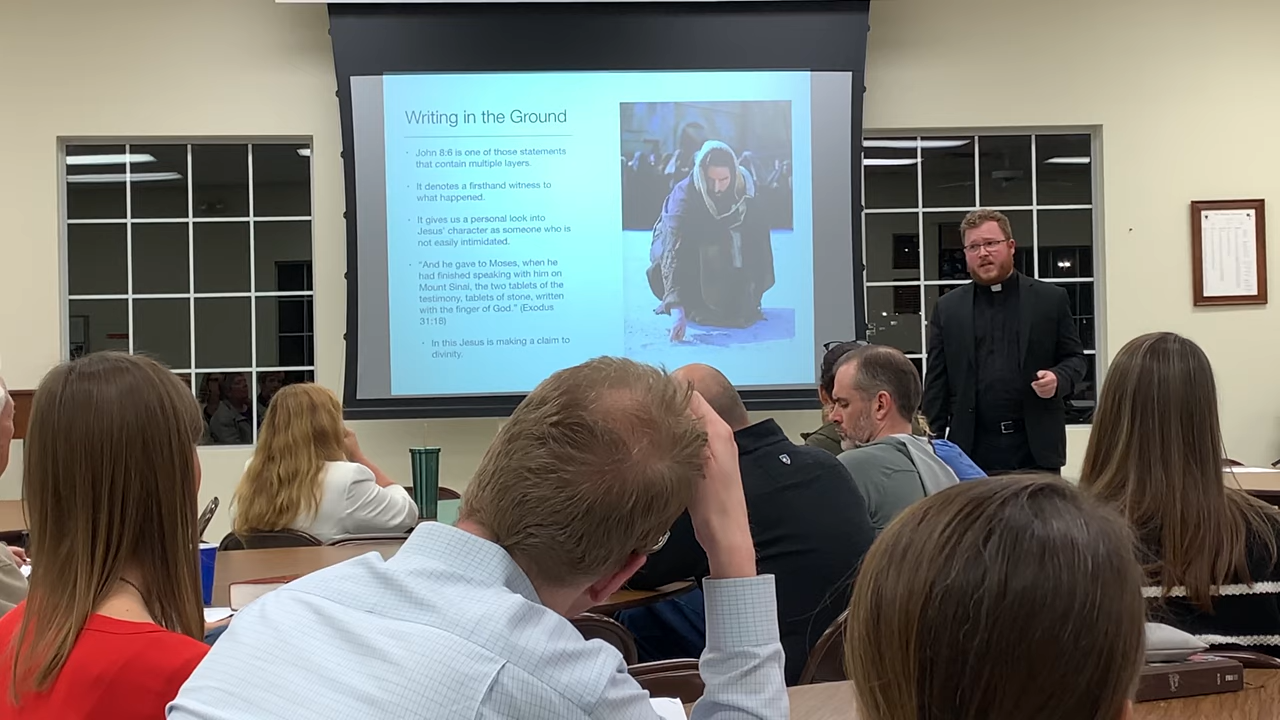 Writing in the Ground
· John 8:6 is one of those statements
that contain multiple layers.
· It denotes a firsthand witness to
what happened.
· It gives us a personal look into
Jesus' character as someone who is
not easily intimidated.
· "And he gave to Moses, when he
had finished speaking with him on
Mount Sinai, the two tablets of the
testimony, tablets of stone, written
with the finger of God." (Exodus
31:18)
· In this Jesus is making a claim to
divinity.